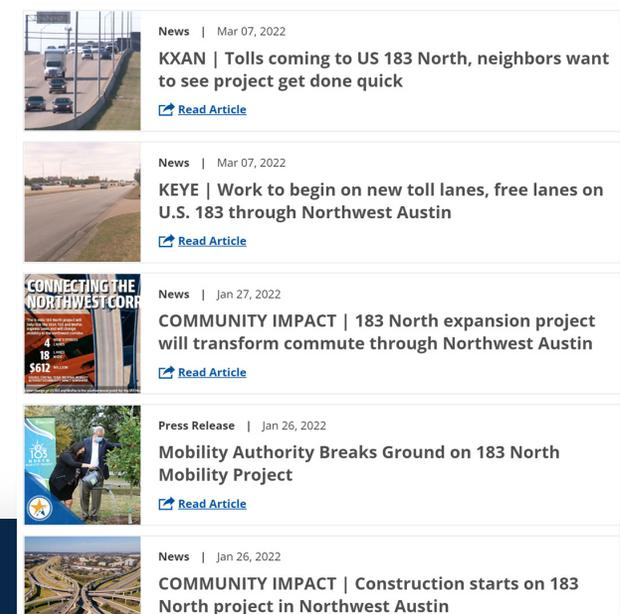 News | Mar 07, 2022
KXAN | Tolls coming to US 183 North, neighbors want
to see project get done quick
Read Article
News | Mar 07, 2022
KEYE | Work to begin on new toll lanes, free lanes on
U.S. 183 through Northwest Austin
Read Article
CONNECTING THE
NORTHWEST CORR
4
18
$612 MILLION
News | Jan 27, 2022
COMMUNITY IMPACT | 183 North expansion project
will transform commute through Northwest Austin
Read Article
183
NORTH
Press Release | Jan 26, 2022
Mobility Authority Breaks Ground on 183 North
Mobility Project
Read Article
News | Jan 26, 2022
COMMUNITY IMPACT | Construction starts on 183
North project in Northwest Austin